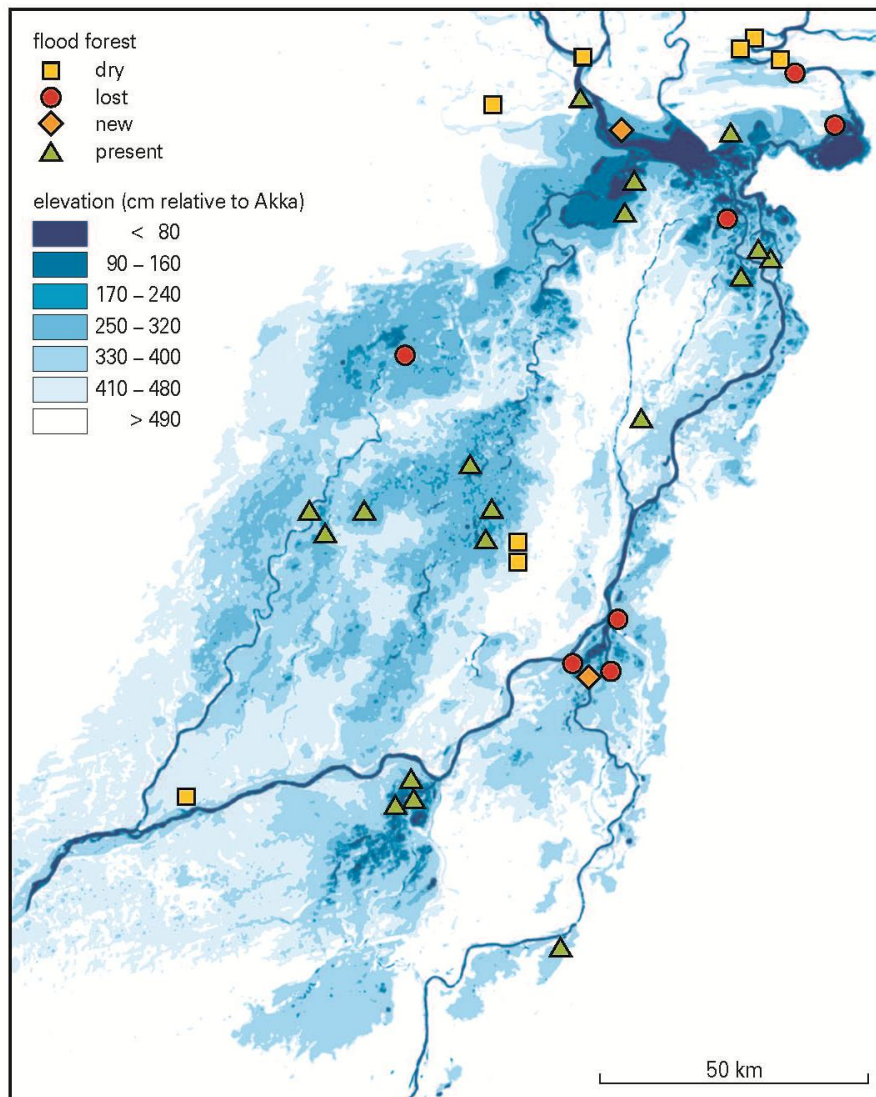 flood forest
dry
lost
new
present
elevation (cm relative to Akka)
< 80
90 – 160
170 – 240
250 – 320
330 – 400
410 – 480
> 490
50 km